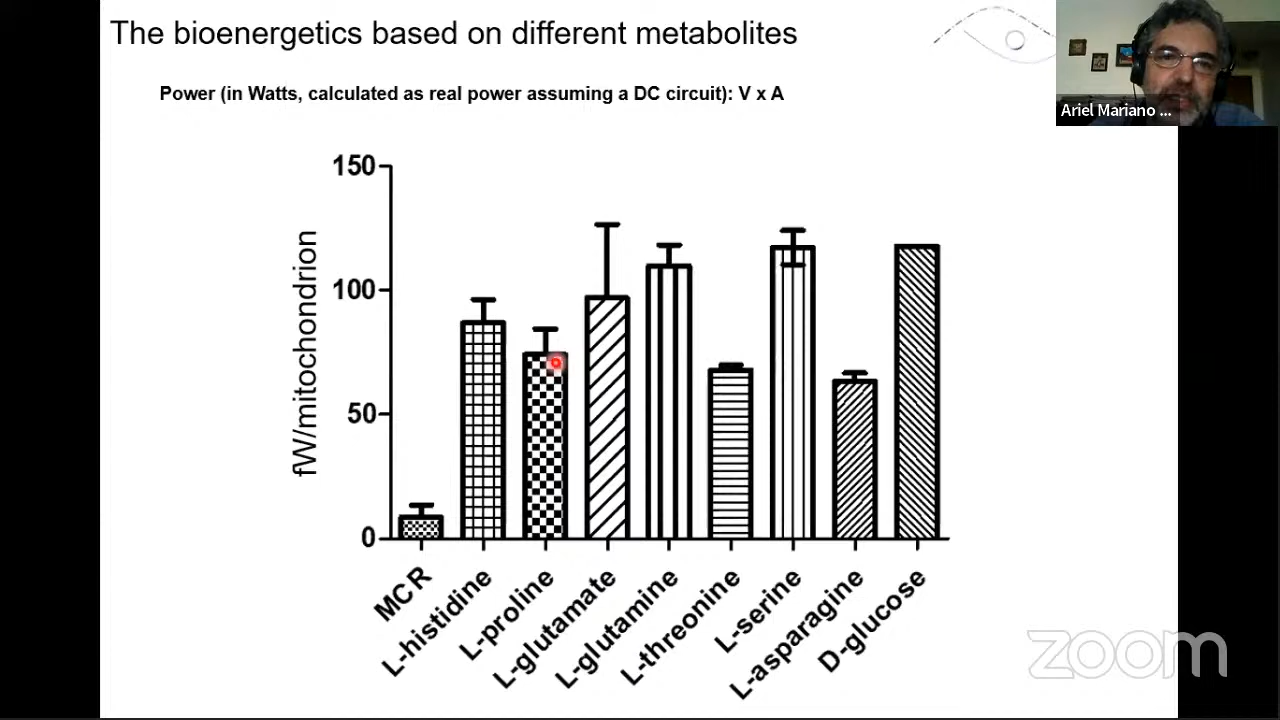 The bioenergetics based on different metabolites
Power (in Watts, calculated as real power assuming a DC circuit): V x A
Ariel Mariano ...
150
100
50
0
fW/mitochondrion
MCR
L-histidine
L-proline
L-glutamate
L-glutamine
L-threonine
L-serine
L-asparagine
D-glucose
zoom